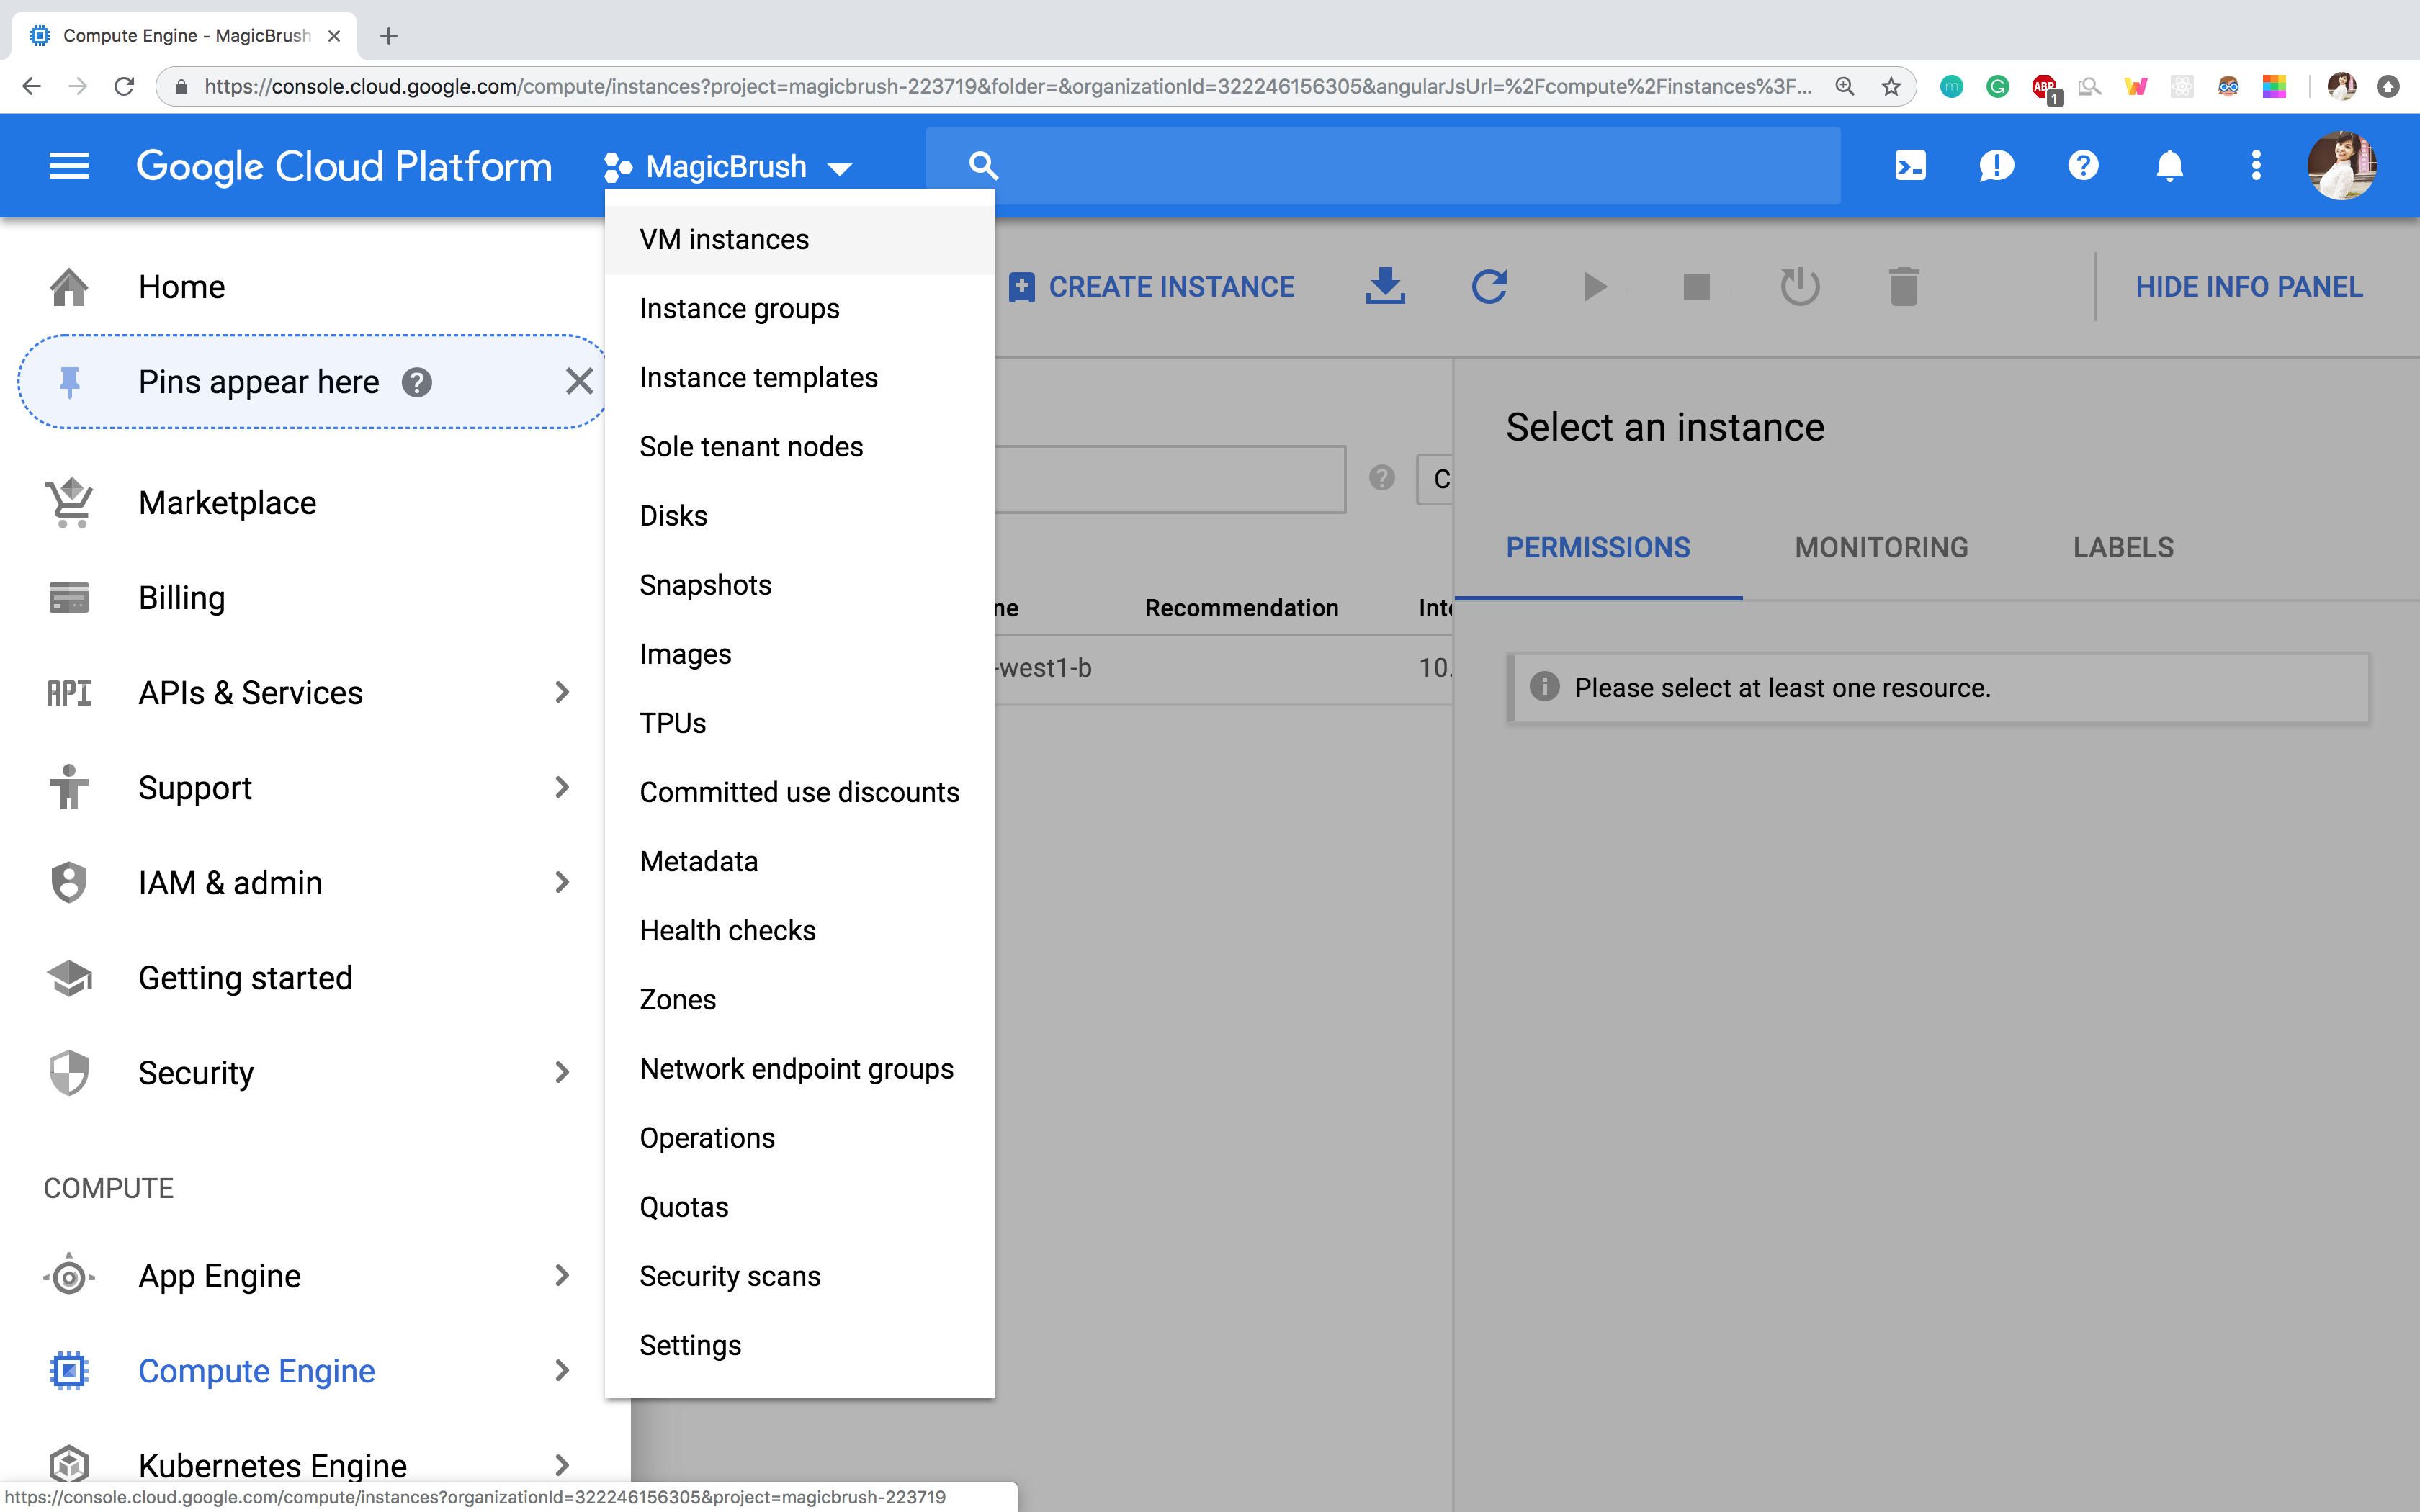 Compute Engine - MagicBrush
https://console.cloud.google.com/compute/instances?project=magicbrush-223719&folder=&organizationId=322246156305&angularJsUrl=%2Fcompute%2Finstances%3F...
ABP
1
Google Cloud Platform
MagicBrush
Home
Pins appear here
Marketplace
Billing
API
APIs & Services
Support
IAM & admin
Getting started
Security
COMPUTE
App Engine
Compute Engine
Kubernetes Engine
VM instances
Instance groups
Instance templates
Sole tenant nodes
Disks
Snapshots
Images
TPUs
Committed use discounts
Metadata
Health checks
Zones
Network endpoint groups
Operations
Quotas
Security scans
Settings
CREATE INSTANCE
HIDE INFO PANEL
C
ne
Recommendation
Inte
-west1-b
10.
Select an instance
PERMISSIONS
MONITORING
LABELS
Please select at least one resource.
https://console.cloud.google.com/compute/instances?organizationId=322246156305&project=magicbrush-223719